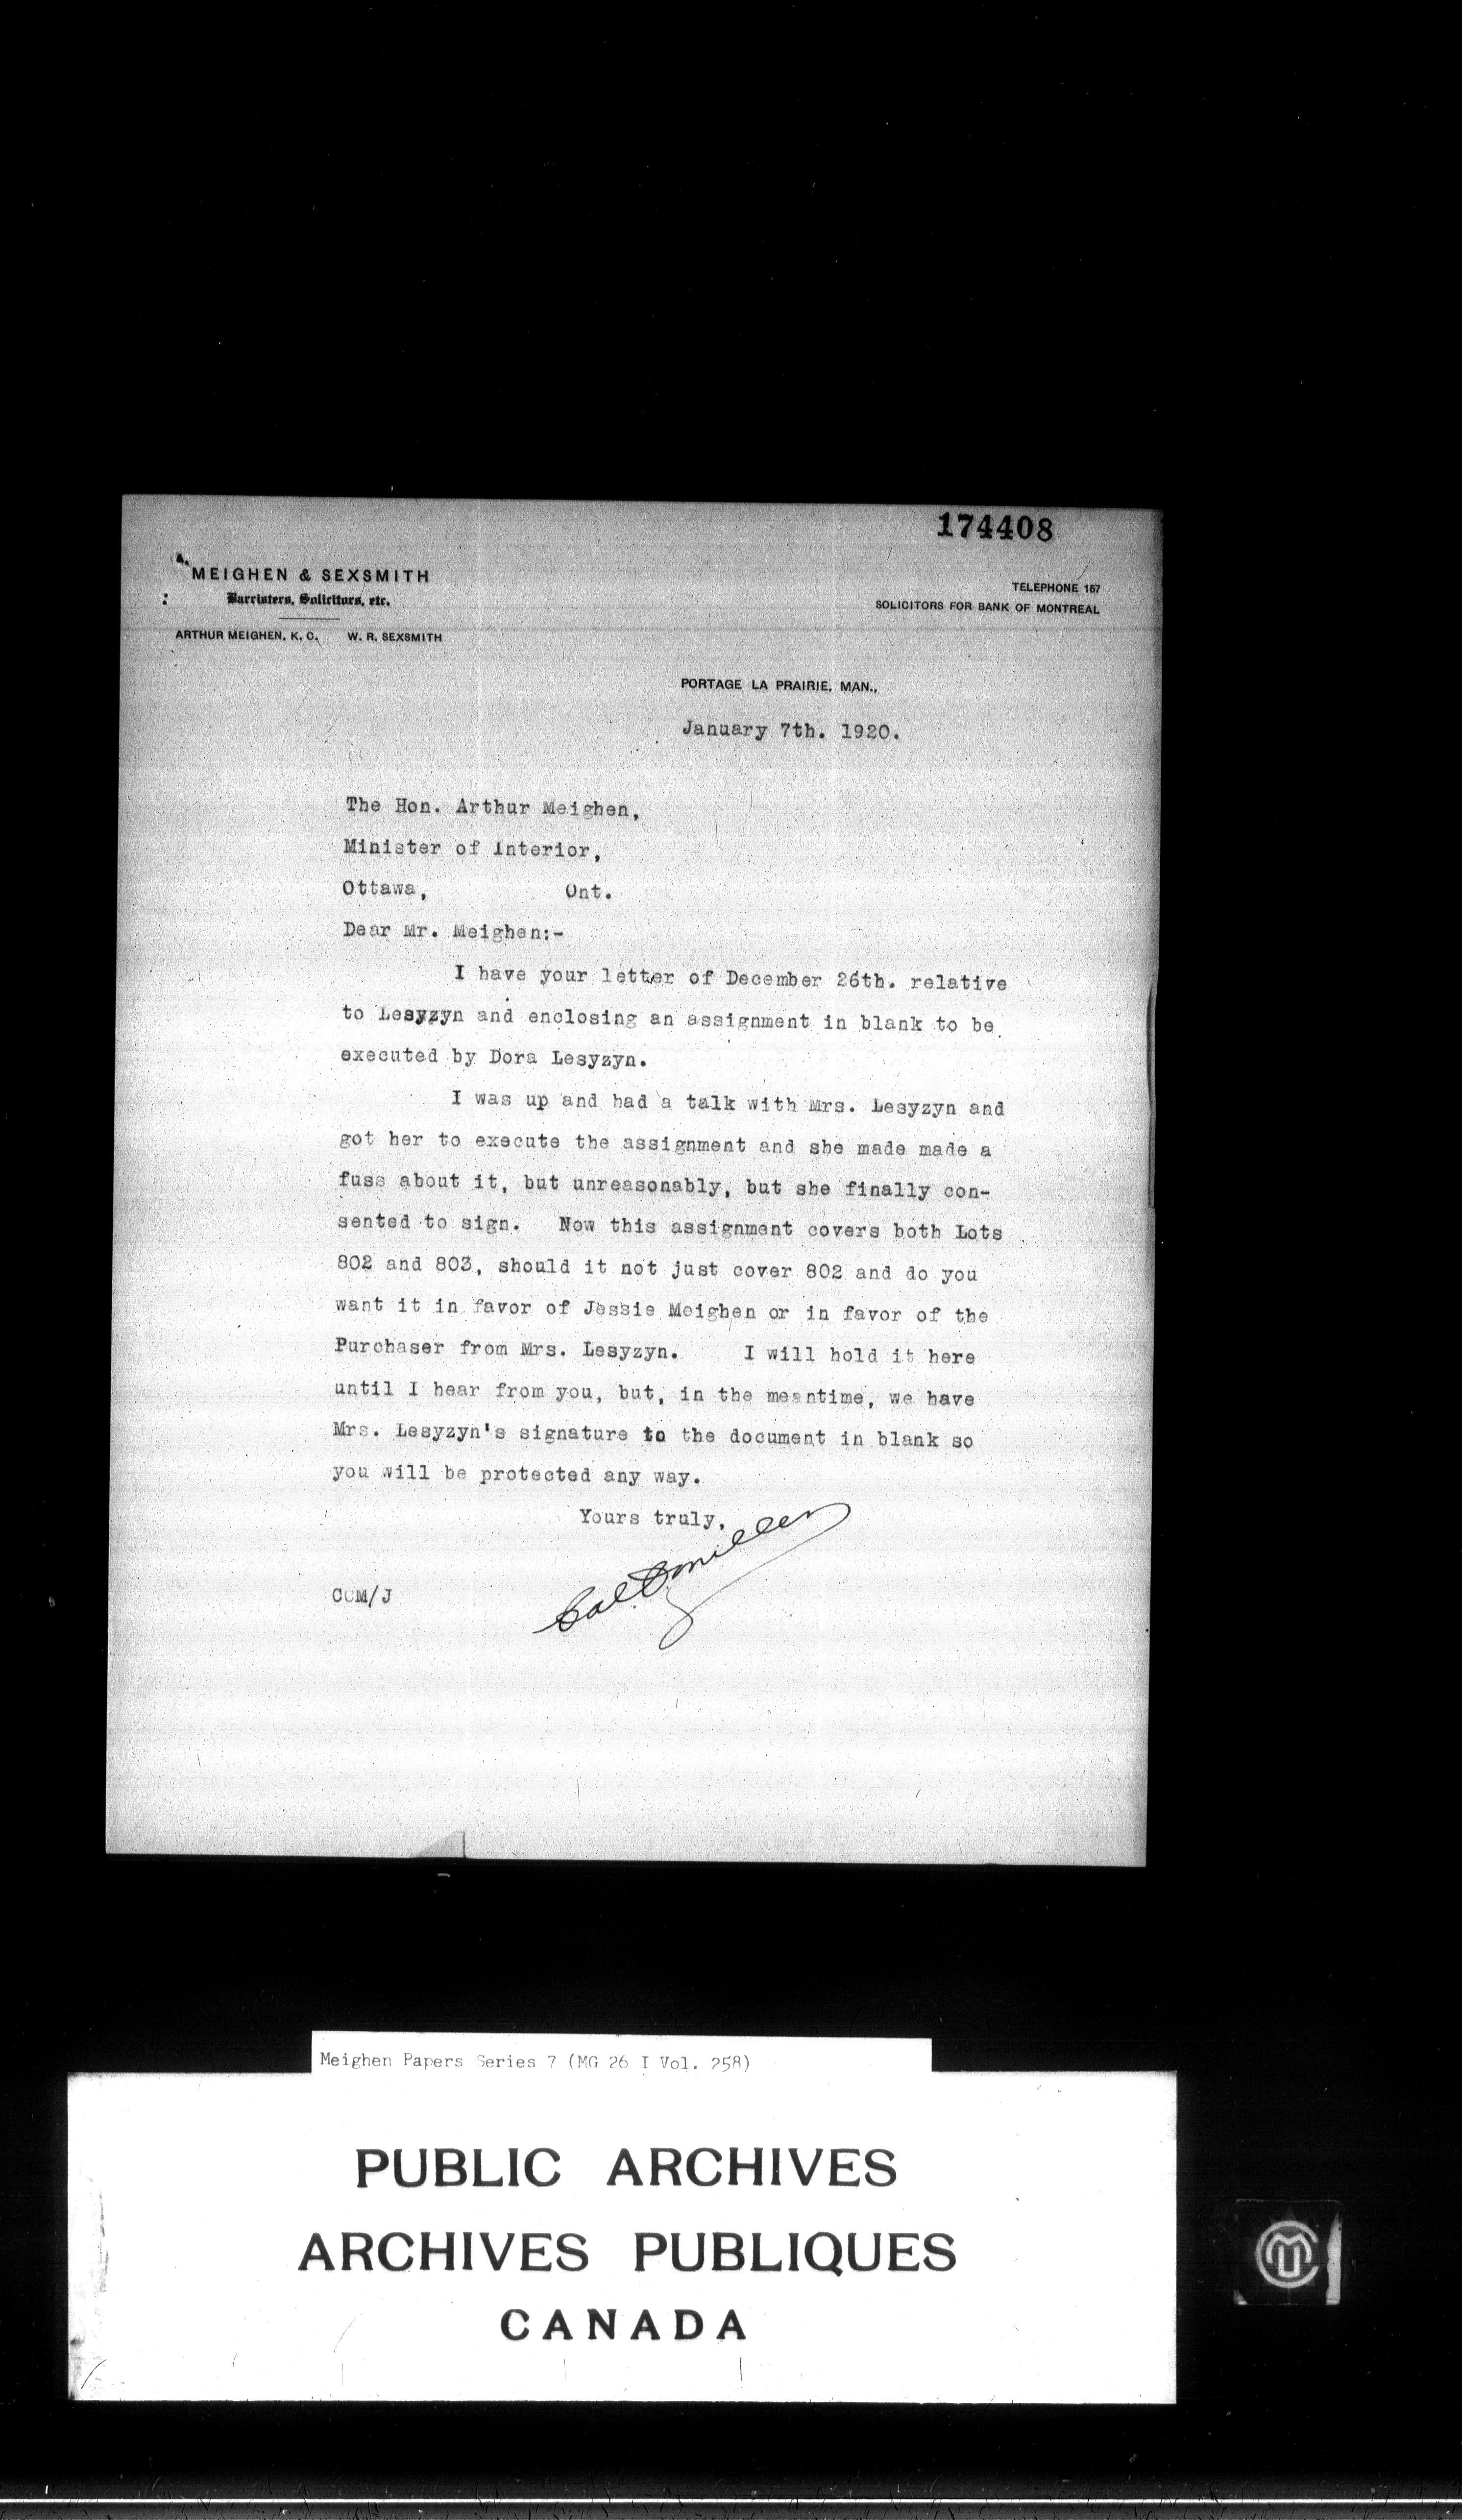 174408
MEIGHEN & SEXSMITH
Barristers, Solicitors, etc.
ARTHUR MEIGHEN, K. C. W. R. SEXSMITH
TELEPHONE 157
SOLICITORS FOR BANK OF MONTREAL
PORTAGE LA PRAIRIE, MAN.,
January 7th. 1920.
The Hon. Arthur Meighen,
Minister of Interior,
Ottawa, Ont.
Dear Mr. Meighen:-
I have your letter of December 26th. relative
to Lesyzyn and enclosing an assignment in blank to be
executed by Dora Lesyzyn.
I was up and had a talk with Mrs. Lesyzyn and
got her to execute the assignment and she made made a
fuss about it, but unreasonably, but she finally con-
sented to sign. Now this assignment covers both Lots
802 and 803, should it not just cover 802 and do you
want it in favor of Jessie Meighen or in favor of the
Purchaser from Mrs. Lesyzyn. I will hold it here
until I hear from you, but, in the meantime, we have
Mrs. Lesyzyn's signature to the document in blank so
you will be protected any way.
Yours truly,
CCM/J
Meighen Papers Series 7 (MG 26 I Vol. 258)
PUBLIC ARCHIVES
ARCHIVES PUBLIQUES
CANADA